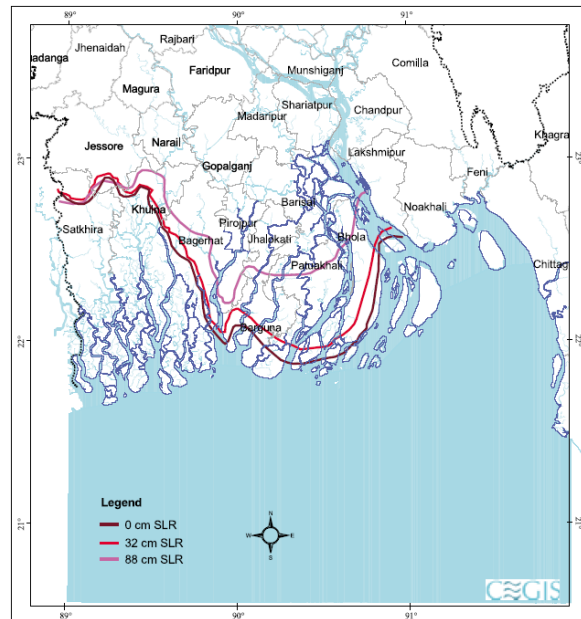 89°
90°
91°
Rajbari
Jhenaidah
uadanga
Faridpur
Munshiganj
Comilla
Magura
Shariatpur
Chandpur
Madaripur
Khagra
23°
Jessore
Narail
Lakshmipur
23°
Gopalganj
Feni
Khulna
Barisal
Noakhali
Satkhira
Pirojpur
Bagerhat
Jhalokati
Bhola
Patuakhali
Chittag
22°
Barguna
22°
Legend
0 cm SLR
32 cm SLR
88 cm SLR
N
W
E
S
21°
21°
CEGIS
89°
90°
91°